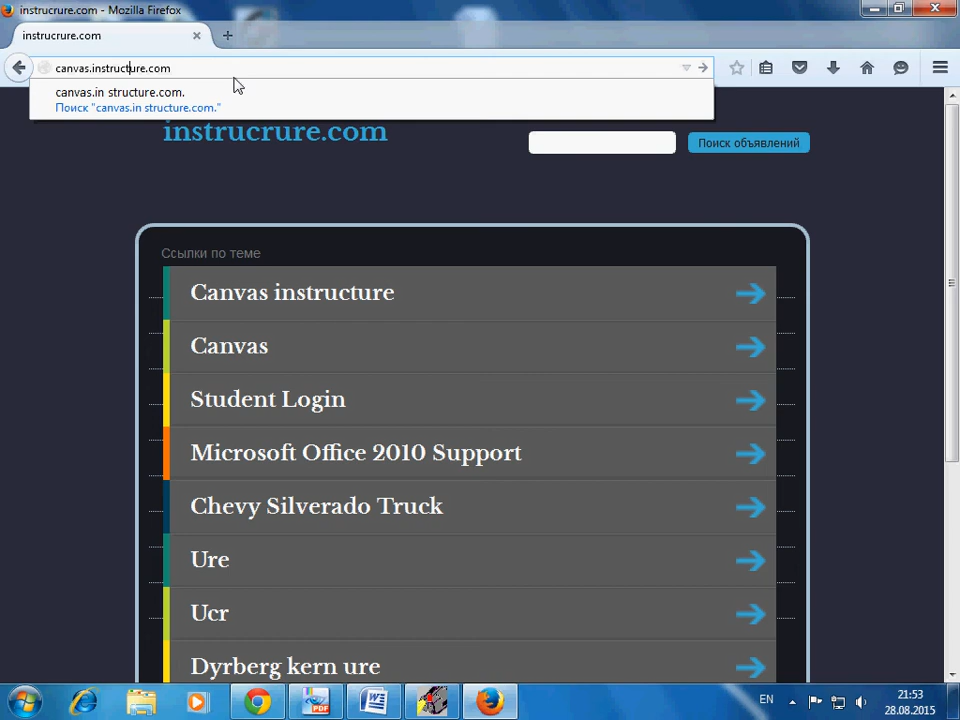 instrucrure.com - Mozilla Firefox
instrucrure.com
canvas.instructure.com
canvas.in structure.com.
Поиск "canvas.in structure.com."
instrucrure.com
Поиск объявлений
Ссылки по теме
Canvas instructure
Canvas
Student Login
Microsoft Office 2010 Support
Chevy Silverado Truck
Ure
Ucr
Dyrberg kern ure
PDF
EN
21:53
28.08.2015